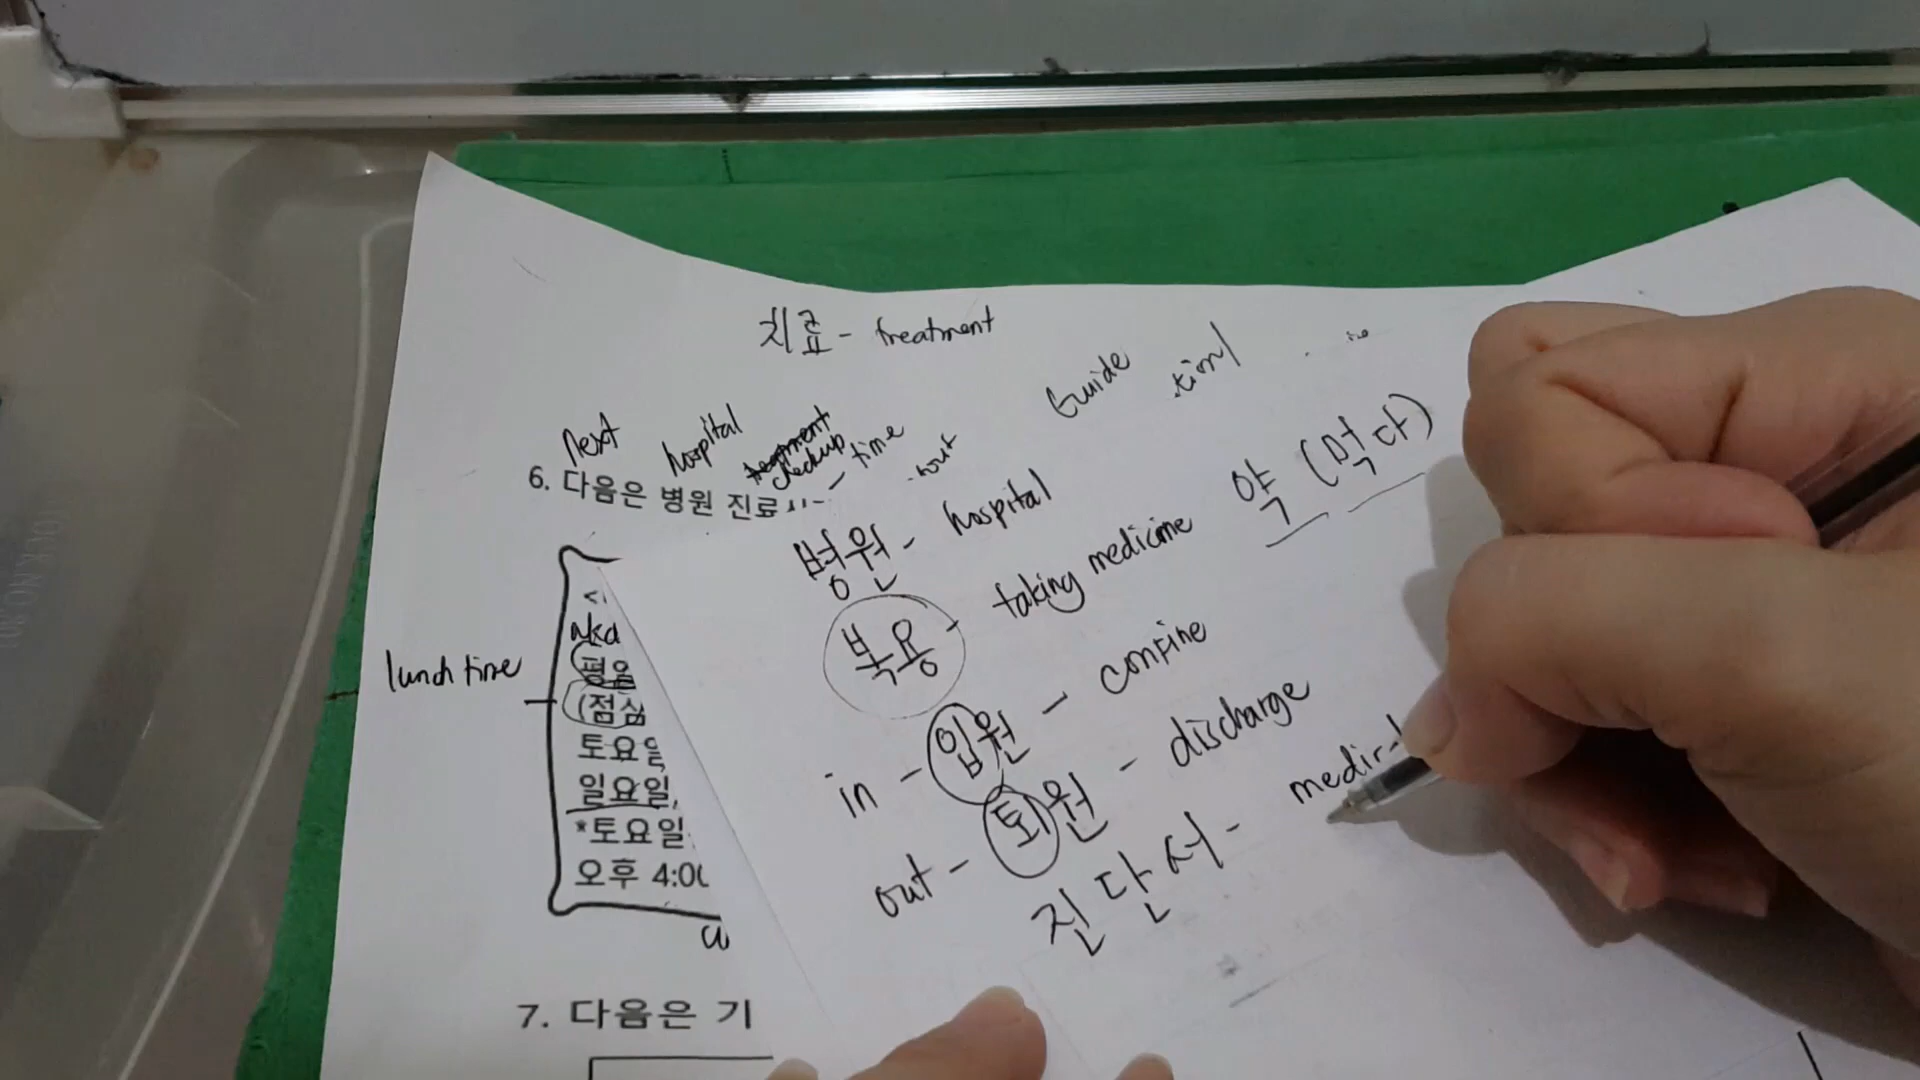 치료 - treatment
Guide
Next hospital treatment
checkup - time
6. 다음은 병원 진료
병원 - hospital
약 (먹다)
복용 - taking medicine
lunch time
평일
(점심
토요일
일요일,
*토요일
오후 4:00
in - 입원 - confine
out - 퇴원 - discharge
진단서 -
7. 다음은 기